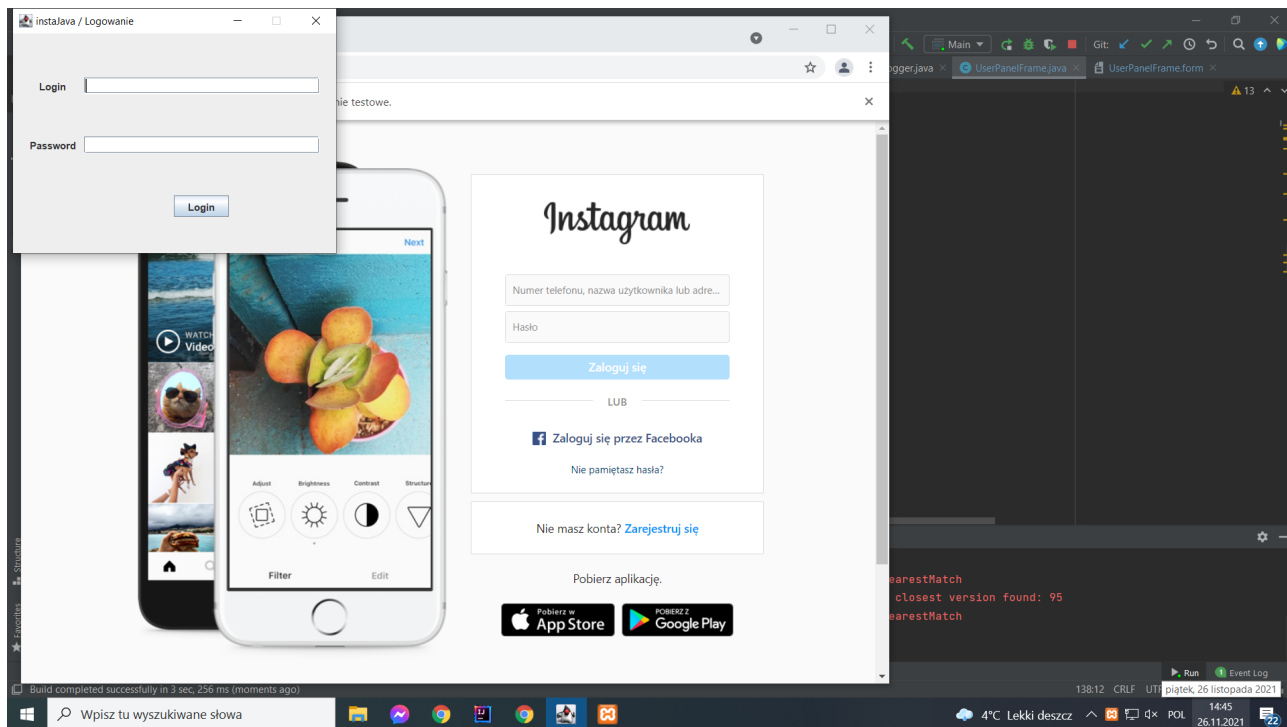 instaJava / Logowanie
Login
Password
Login
nie testowe.
Main
Git:
gger.java
UserPanelFrame.java
UserPanelFrame.form
13
Next
WATCH
Video
Adjust
Brightness
Contrast
Structure
Filter
Edit
Instagram
Numer telefonu, nazwa użytkownika lub adre...
Hasło
Zaloguj się
LUB
Zaloguj się przez Facebooka
Nie pamiętasz hasła?
Nie masz konta? Zarejestruj się
Pobierz aplikację.
Pobierz w
App Store
POBIERZ Z
Google Play
Structure
Favorites
earestMatch
closest version found: 95
earestMatch
Run
1 Event Log
Build completed successfully in 3 sec, 256 ms (moments ago)
138:12 CRLF UTF
piątek, 26 listopada 2021
Wpisz tu wyszukiwane słowa
4°C Lekki deszcz
POL
14:45
26.11.2021
22